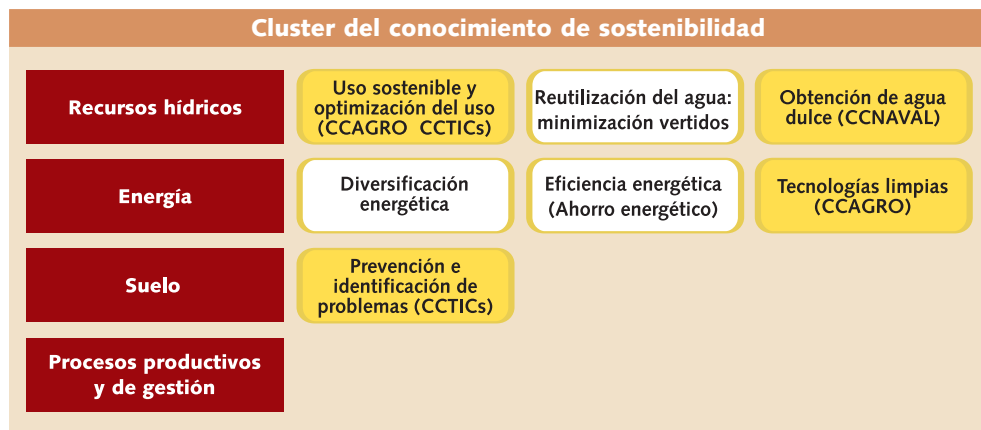 Cluster del conocimiento de sostenibilidad
Recursos hídricos
Uso sostenible y
optimización del uso
(CCAGRO CCTICs)
Reutilización del agua:
minimización vertidos
Obtención de agua
dulce (CCNAVAL)
Energía
Diversificación
energética
Eficiencia energética
(Ahorro energético)
Tecnologías limpias
(CCAGRO)
Suelo
Prevención e
identificación de
problemas (CCTICs)
Procesos productivos
y de gestión